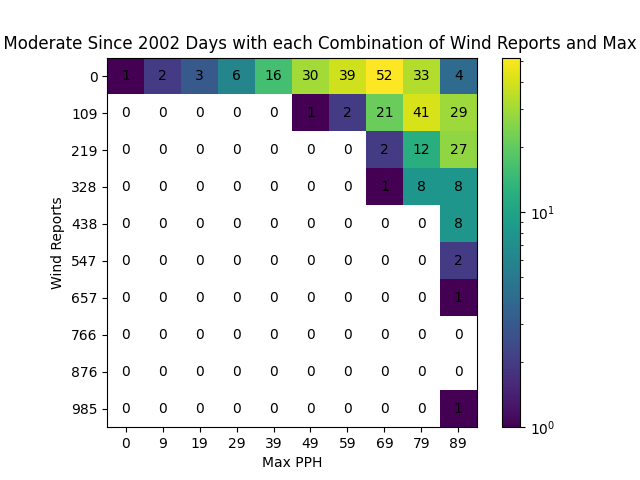 Moderate Since 2002 Days with each Combination of Wind Reports and Max
0 1 2 3 6 16 30 39 52 33 4
109 0 0 0 0 0 1 2 21 41 29
219 0 0 0 0 0 0 0 2 12 27
328 0 0 0 0 0 0 0 1 8 8
438 0 0 0 0 0 0 0 0 0 8
547 0 0 0 0 0 0 0 0 0 2
657 0 0 0 0 0 0 0 0 0 1
766 0 0 0 0 0 0 0 0 0 0
876 0 0 0 0 0 0 0 0 0 0
985 0 0 0 0 0 0 0 0 0 1
0 9 19 29 39 49 59 69 79 89
Max PPH
Wind Reports
10¹
10⁰